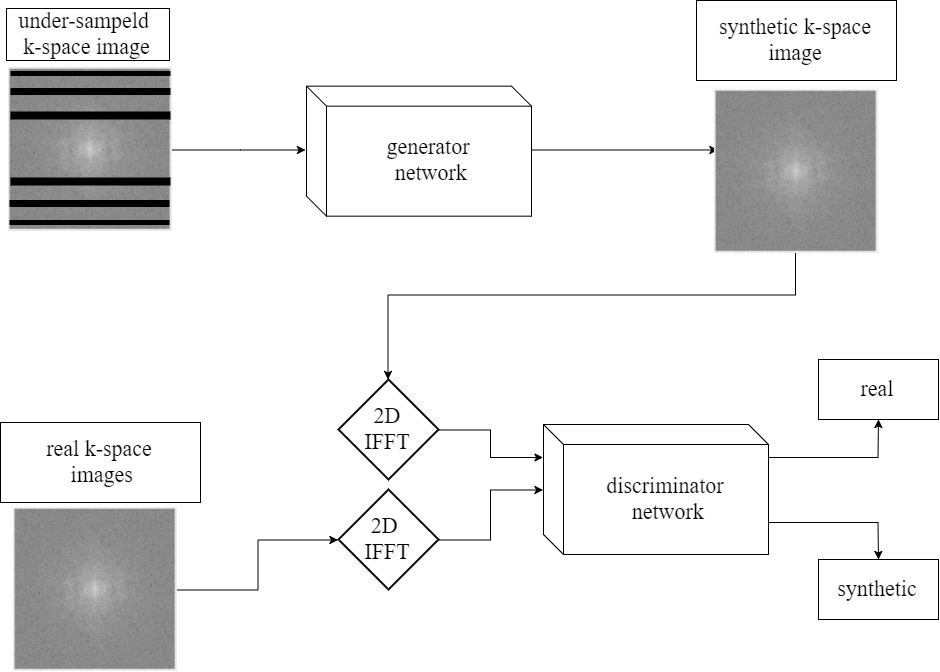 under-sampeld
k-space image
synthetic k-space
image
generator
network
2D
IFFT
real
real k-space
images
discriminator
network
2D
IFFT
synthetic